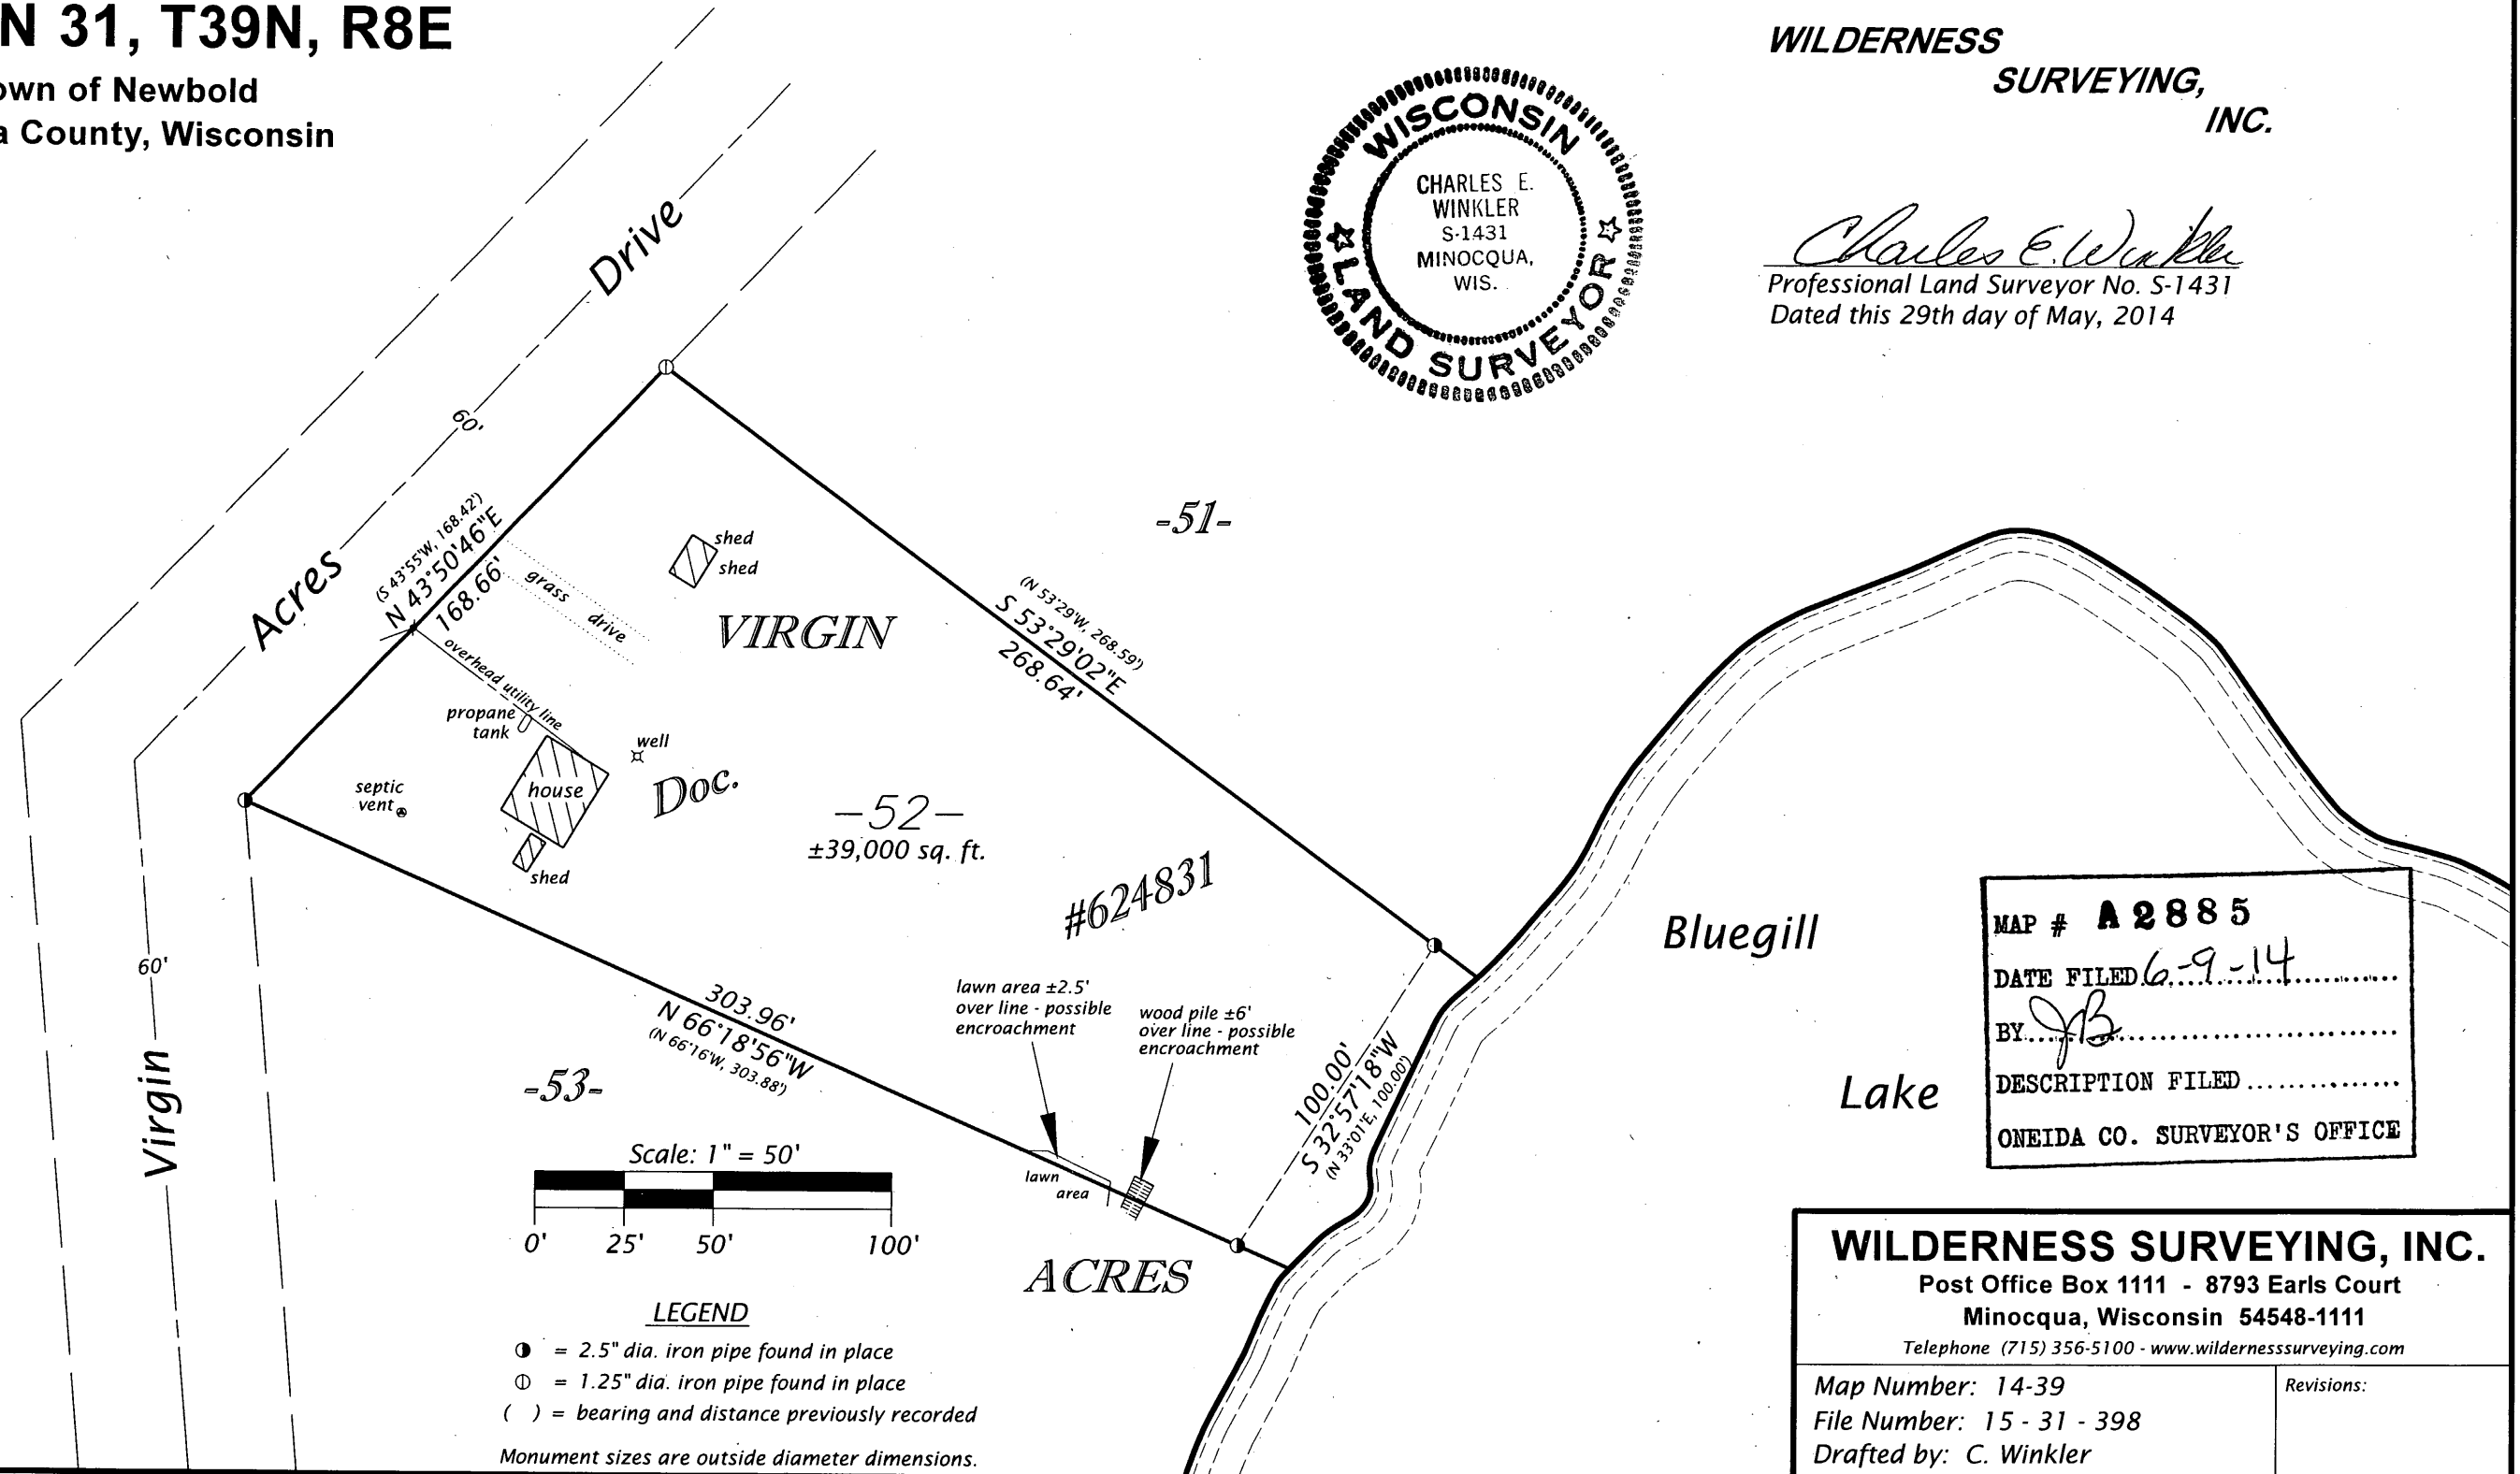 N 31, T39N, R8E
own of Newbold
a County, Wisconsin
WILDERNESS
SURVEYING,
INC.
WISCONSIN
LAND SURVEYOR
CHARLES E.
WINKLER
S-1431
MINOCQUA,
WIS.
Charles E. Winkler
Professional Land Surveyor No. S-1431
Dated this 29th day of May, 2014
Drive
60'
Acres
(S 43°55'W, 168.42')
N 43°50'46"E
168.66'
grass
drive
overhead utility line
shed
shed
VIRGIN
-51-
(N 53°29'W, 268.59')
S 53°29'02"E
268.64'
propane
tank
well
septic
vent
house
shed
Doc.
-52-
±39,000 sq. ft.
#624831
60'
Virgin
303.96'
N 66°18'56"W
(N 66°16'W, 303.88')
-53-
lawn area ±2.5'
over line - possible
encroachment
wood pile ±6'
over line - possible
encroachment
lawn
area
100.00'
S 32°57'18"W
(N 33°01'E, 100.00')
ACRES
Bluegill
Lake
MAP # A2885
DATE FILED 6-9-14
BY JB
DESCRIPTION FILED
ONEIDA CO. SURVEYOR'S OFFICE
Scale: 1" = 50'
0' 25' 50' 100'
LEGEND
= 2.5" dia. iron pipe found in place
= 1.25" dia. iron pipe found in place
( ) = bearing and distance previously recorded
Monument sizes are outside diameter dimensions.
WILDERNESS SURVEYING, INC.
Post Office Box 1111 - 8793 Earls Court
Minocqua, Wisconsin 54548-1111
Telephone (715) 356-5100 - www.wildernesssurveying.com
Map Number: 14-39
File Number: 15 - 31 - 398
Drafted by: C. Winkler
Revisions: